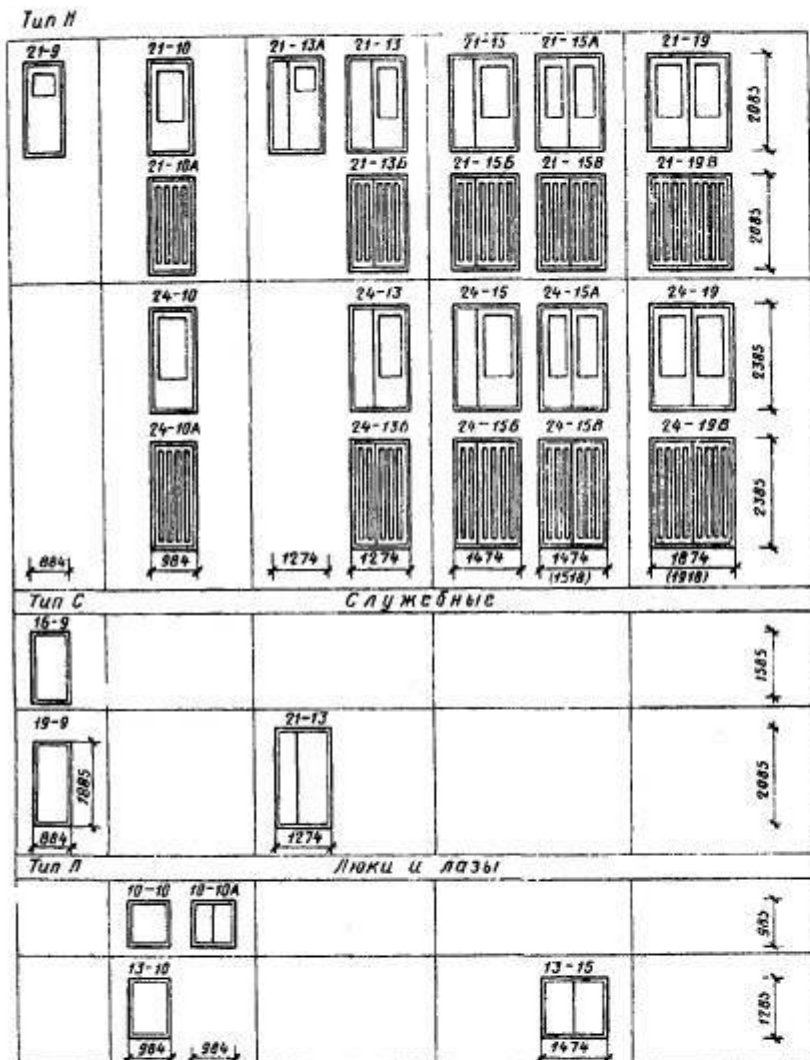 Тип Н
21-9 21-10 21-13А 21-13 21-15 21-15А 21-19
2085
21-10А 21-13Б 21-15Б 21-15В 21-19В
2085
24-10 24-13 24-15 24-15А 24-19
2385
24-10А 24-13Б 24-15Б 24-15В 24-19В
2385
884 984 1274 1274 1474 1474 1874
(1518) (1918)
Тип С Служебные
16-9
1585
19-9 21-13
1885 2085
884 1274
Тип Л Люки и лазы
10-10 10-10А
985
13-10 13-15
1285
984 984 1474